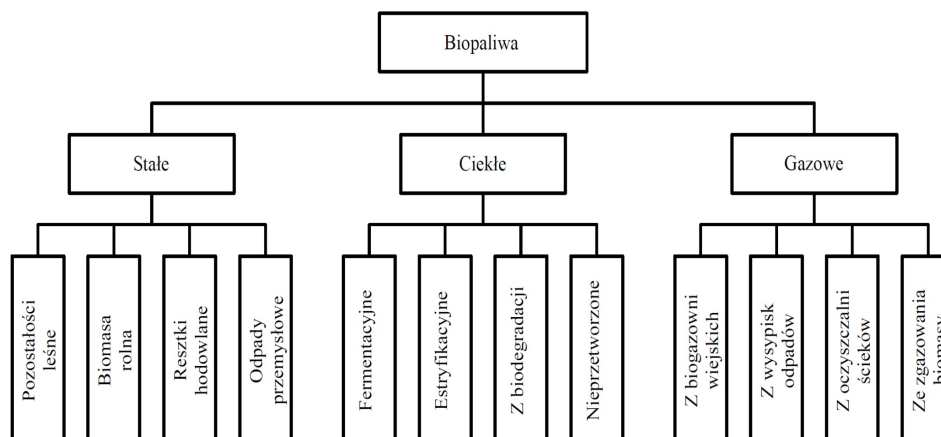 Biopaliwa
Stałe
Ciekłe
Gazowe
Pozostałości
leśne
Biomasa
rolna
Resztki
hodowlane
Odpady
przemysłowe
Fermentacyjne
Estryfikacyjne
Z biodegradacji
Nieprzetworzone
Z biogazowni
wiejskich
Z wysypisk
odpadów
Z oczyszczalni
ścieków
Ze zgazowania
biomasy